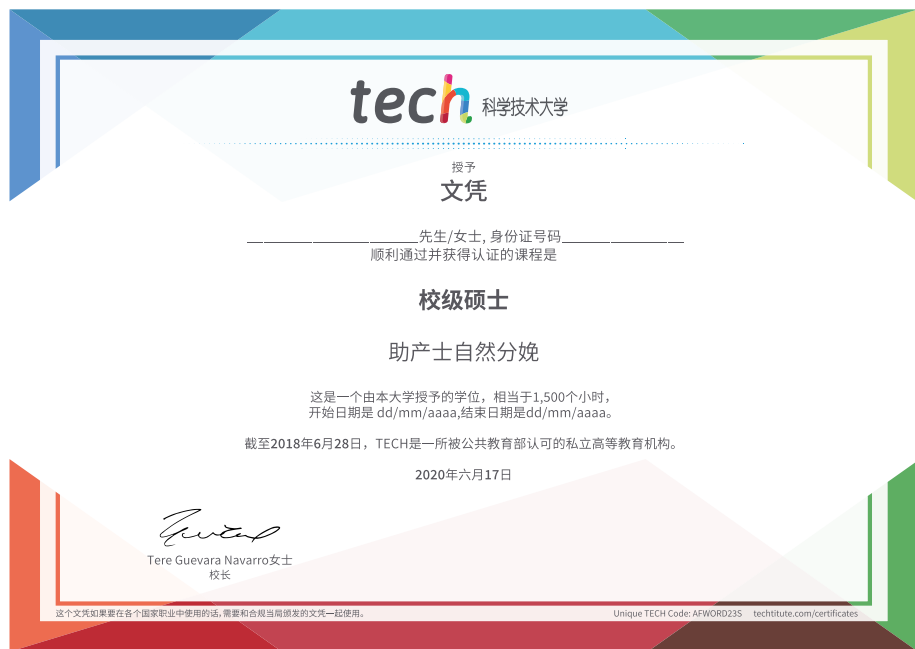 tech 科学技术大学
授予
文凭
先生/女士, 身份证号码
顺利通过并获得认证的课程是
校级硕士
助产士自然分娩
这是一个由本大学授予的学位，相当于1,500个小时，
开始日期是 dd/mm/aaaa,结束日期是dd/mm/aaaa。
截至2018年6月28日，TECH是一所被公共教育部认可的私立高等教育机构。
2020年六月17日
Tere Guevara Navarro女士
校长
这个文凭如果要在各个国家职业中使用的话,需要和合规当局颁发的文凭一起使用。
Unique TECH Code: AFWORD23S techtitute.com/certificates